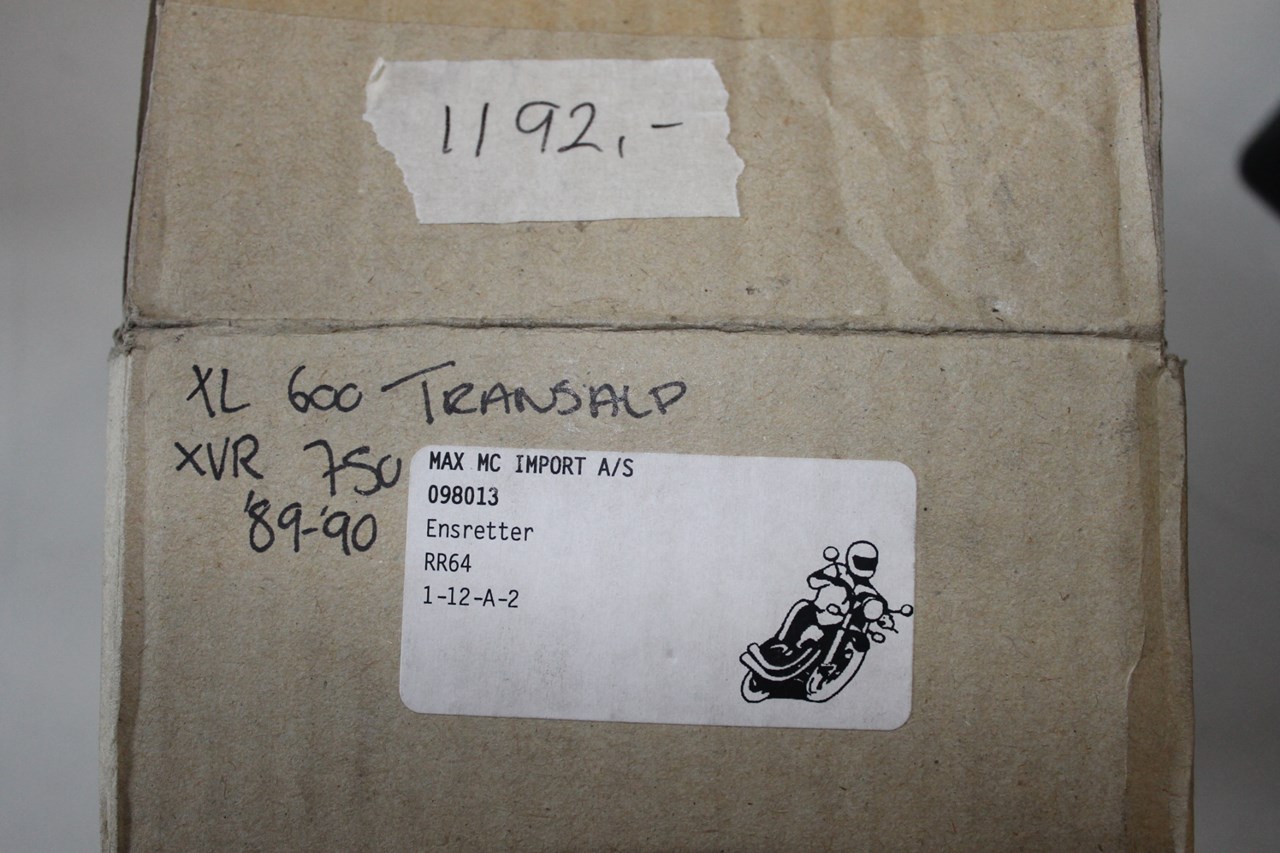 1192,-
XL 600 TRANSALP
XVR 750
'89-'90
MAX MC IMPORT A/S
098013
Ensretter
RR64
1-12-A-2